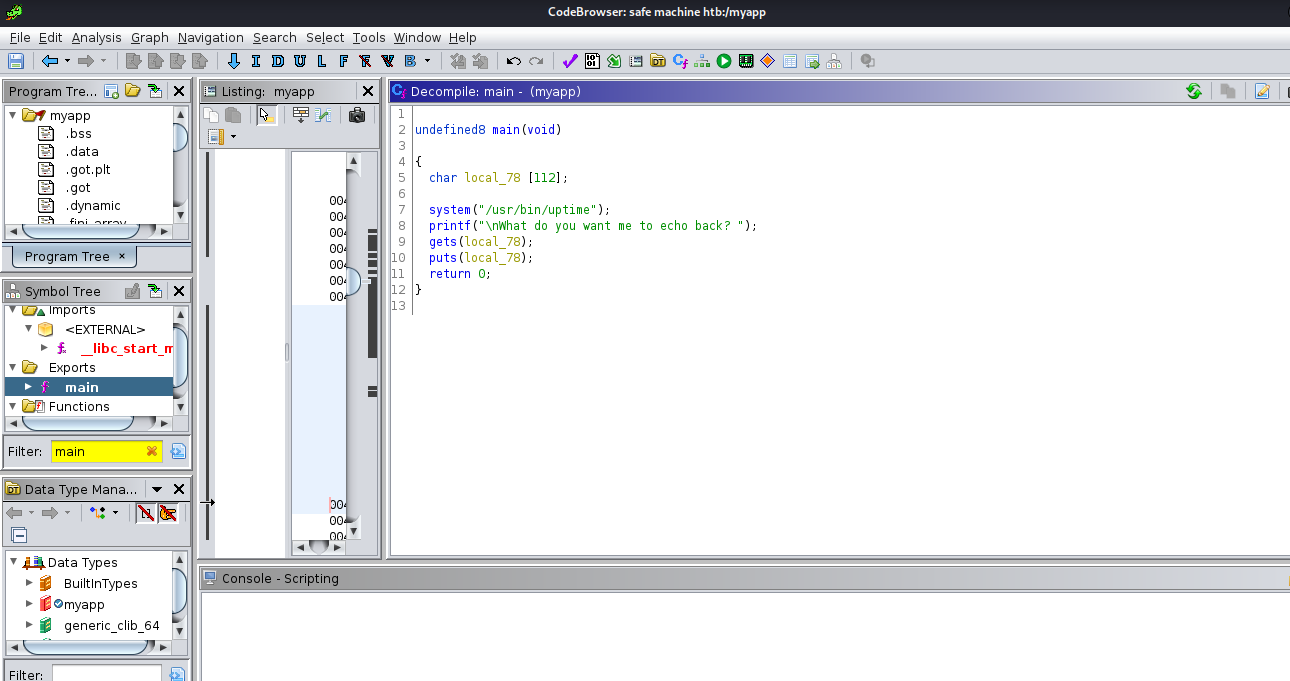 CodeBrowser: safe machine htb:/myapp
File Edit Analysis Graph Navigation Search Select Tools Window Help
I D U L F B
Program Tre...
myapp
.bss
.data
.got.plt
.got
.dynamic
.fini_array
Program Tree ×
Symbol Tree
Imports
<EXTERNAL>
__libc_start_m
Exports
main
Functions
Filter: main
Data Type Mana...
Data Types
BuiltInTypes
myapp
generic_clib_64
Filter:
Listing: myapp
004
004
004
004
004
004
004
004
004
004
Decompile: main - (myapp)
1
2 undefined8 main(void)
3
4 {
5 char local_78 [112];
6
7 system("/usr/bin/uptime");
8 printf("\nWhat do you want me to echo back? ");
9 gets(local_78);
10 puts(local_78);
11 return 0;
12 }
13
Console - Scripting